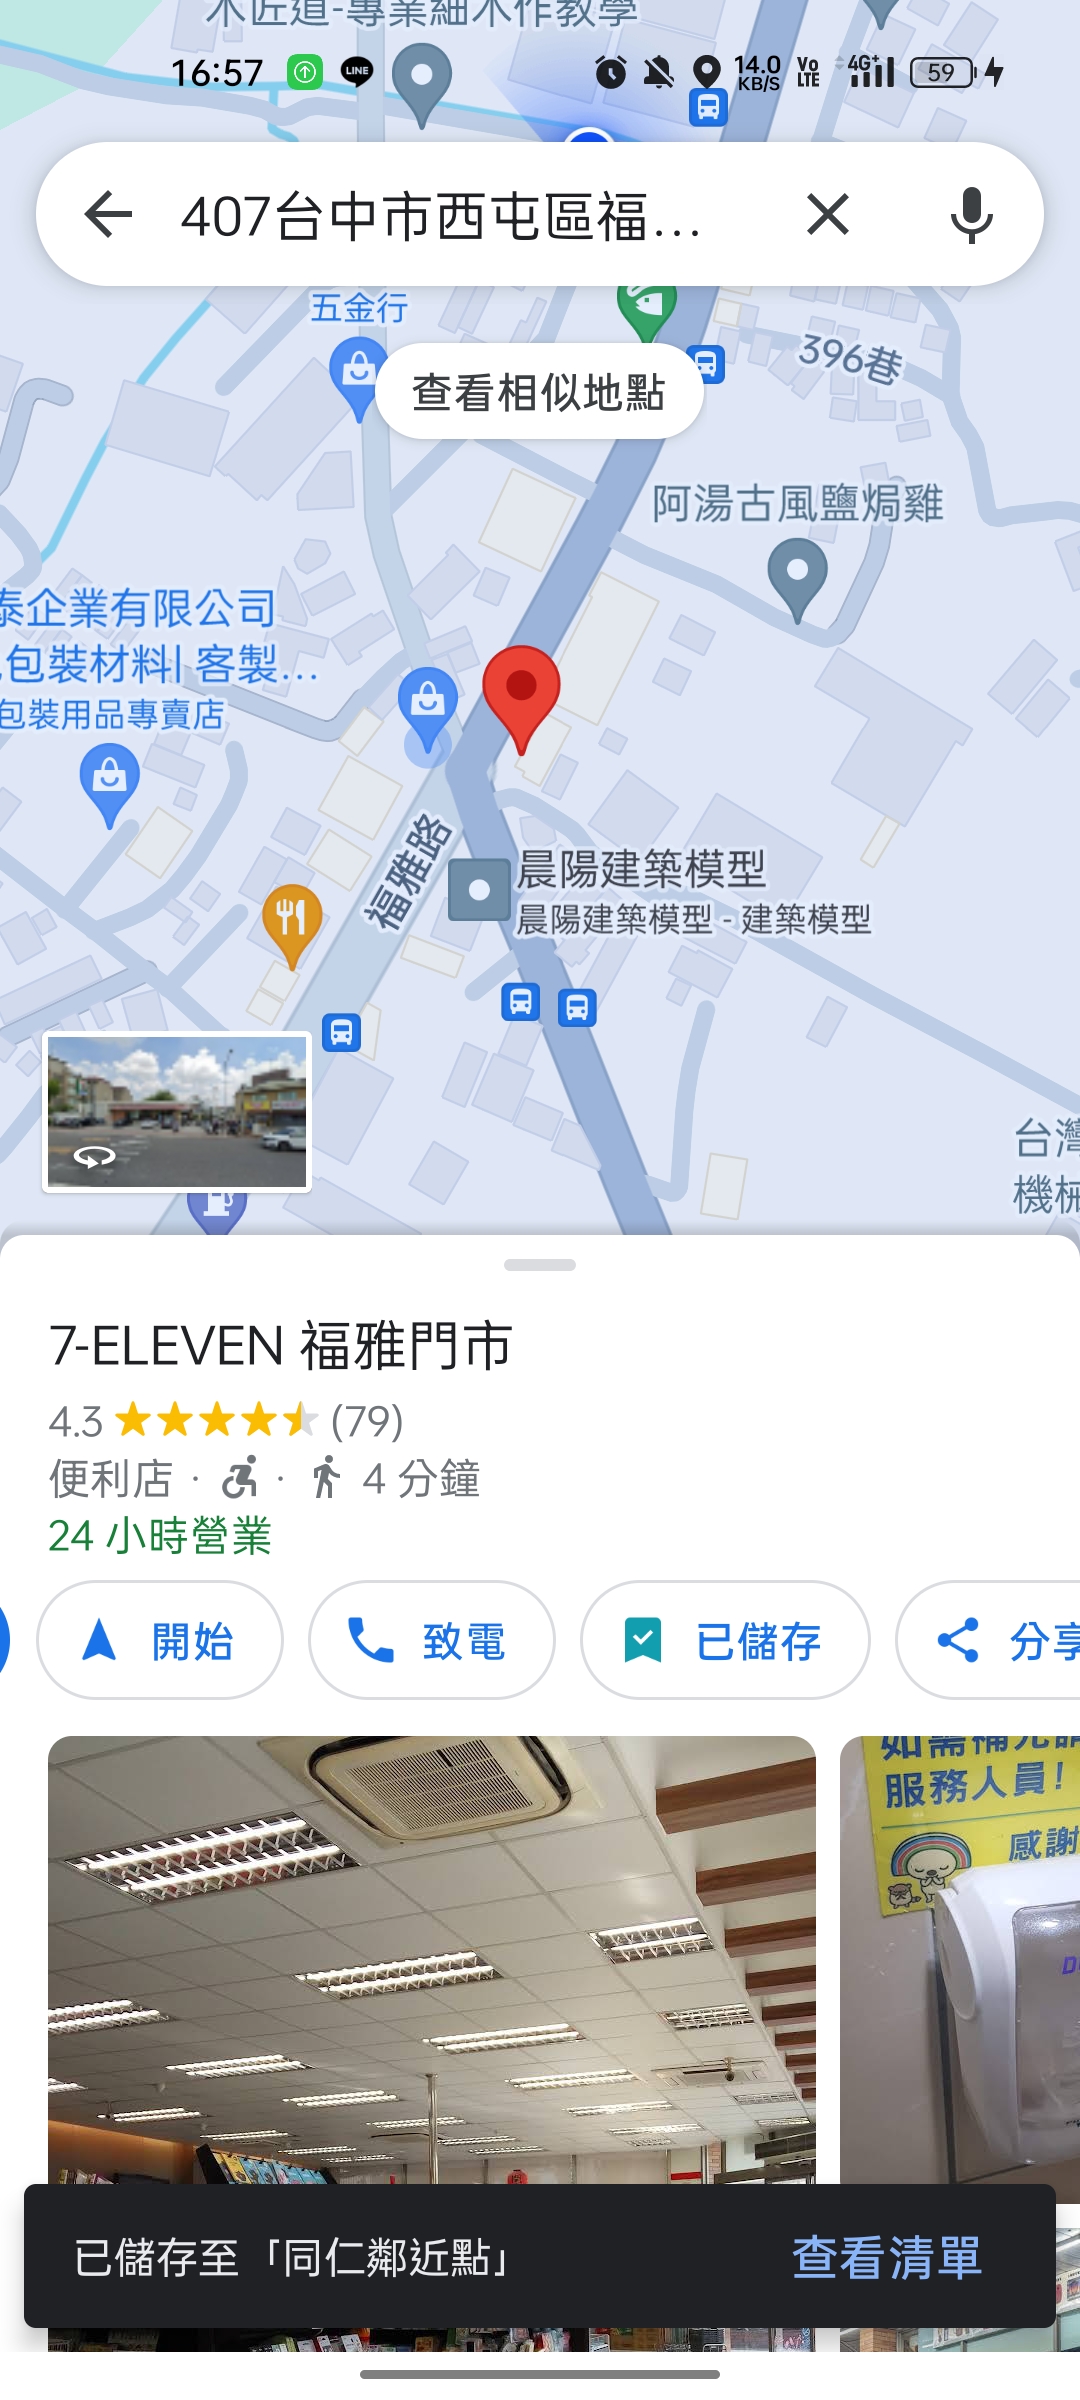 木匠道-專業細木作教學
16:57
LINE
14.0 KB/S
Vo LTE
4G+
59
407台中市西屯區福...
五金行
查看相似地點
396巷
阿湯古風鹽焗雞
泰企業有限公司
包裝材料| 客製...
包裝用品專賣店
福雅路
晨陽建築模型
晨陽建築模型 - 建築模型
台灣
機械
7-ELEVEN 福雅門市
4.3 (79)
便利店 · · 4 分鐘
24 小時營業
開始
致電
已儲存
分享
如需補充
服務人員!
感謝
已儲存至「同仁鄰近點」
查看清單